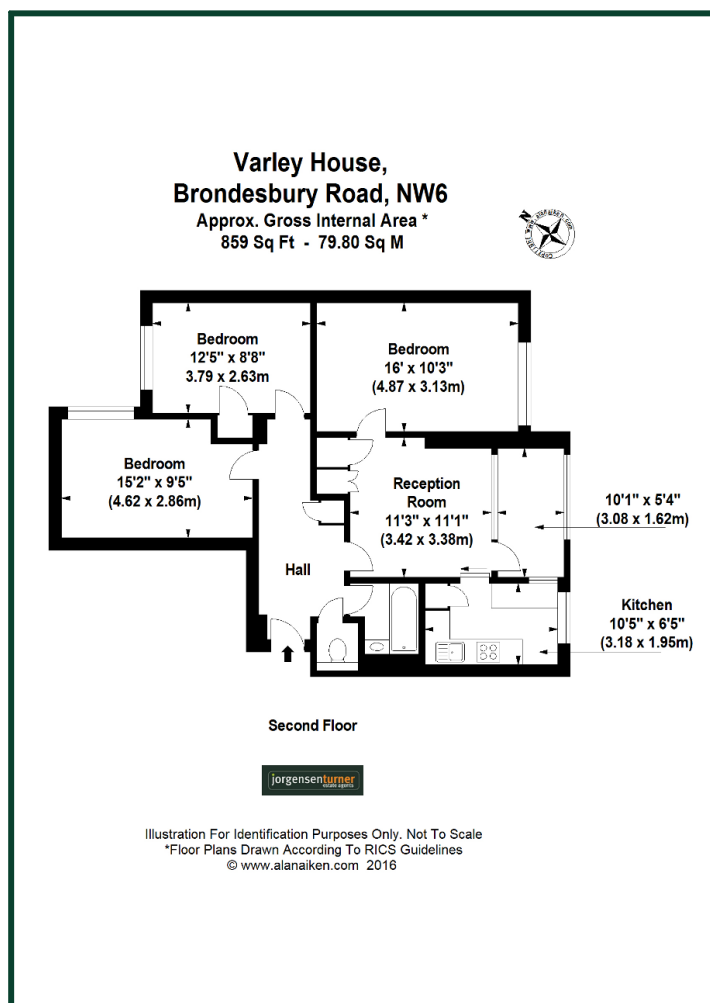 Varley House,
Brondesbury Road, NW6
Approx. Gross Internal Area *
859 Sq Ft - 79.80 Sq M
N
Bedroom
12'5" x 8'8"
3.79 x 2.63m
Bedroom
16' x 10'3"
(4.87 x 3.13m)
Bedroom
15'2" x 9'5"
(4.62 x 2.86m)
Reception
Room
11'3" x 11'1"
(3.42 x 3.38m)
10'1" x 5'4"
(3.08 x 1.62m)
Hall
Kitchen
10'5" x 6'5"
(3.18 x 1.95m)
Second Floor
jorgensenturner
estate agents
Illustration For Identification Purposes Only. Not To Scale
*Floor Plans Drawn According To RICS Guidelines
© www.alanaiken.com 2016